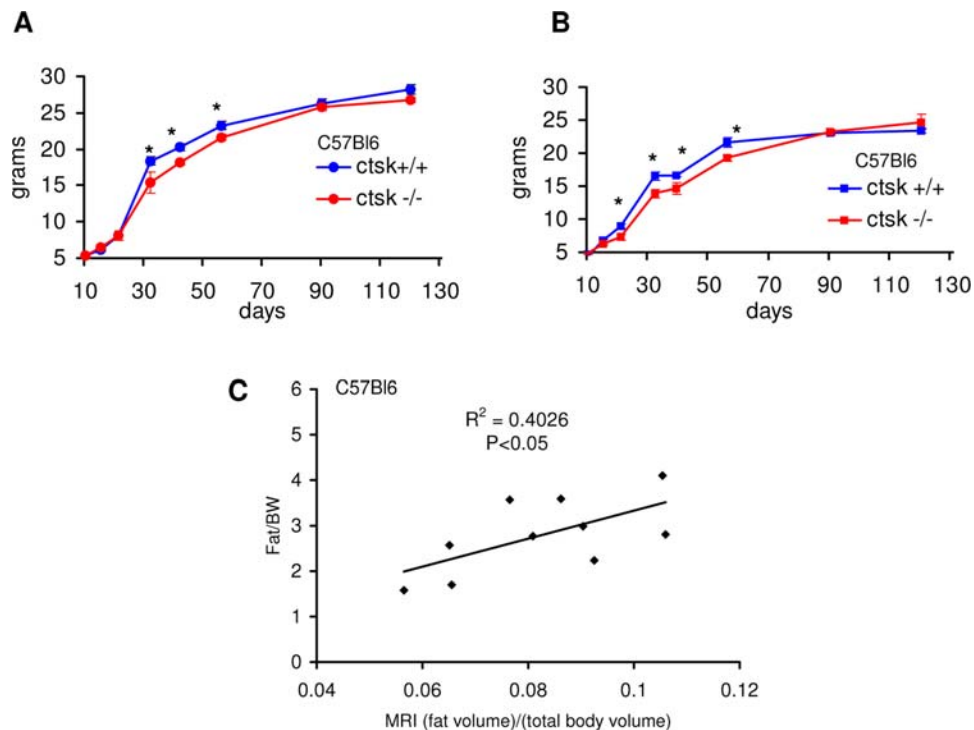 A
30
25
20
15
10
5
grams
* * *
C57Bl6
ctsk+/+
ctsk -/-
10 30 50 70 90 110 130
days
B
30
25
20
15
10
5
grams
* * * *
C57Bl6
ctsk +/+
ctsk -/-
10 30 50 70 90 110 130
days
C
C57Bl6
R² = 0.4026
P<0.05
6
5
4
3
2
1
0
Fat/BW
0.04 0.06 0.08 0.1 0.12
MRI (fat volume)/(total body volume)